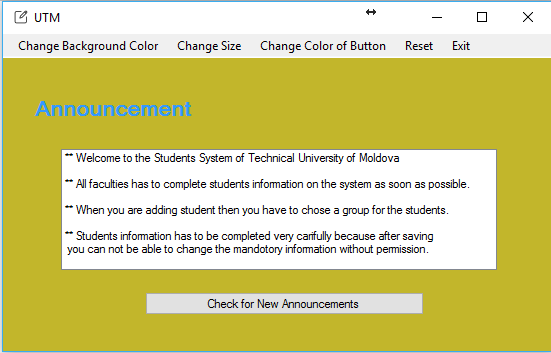 UTM
Change Background Color Change Size Change Color of Button Reset Exit
Announcement
** Welcome to the Students System of Technical University of Moldova
** All faculties has to complete students information on the system as soon as possible.
** When you are adding student then you have to chose a group for the students.
** Students information has to be completed very carifully because after saving
you can not be able to change the mandotory information without permission.
Check for New Announcements